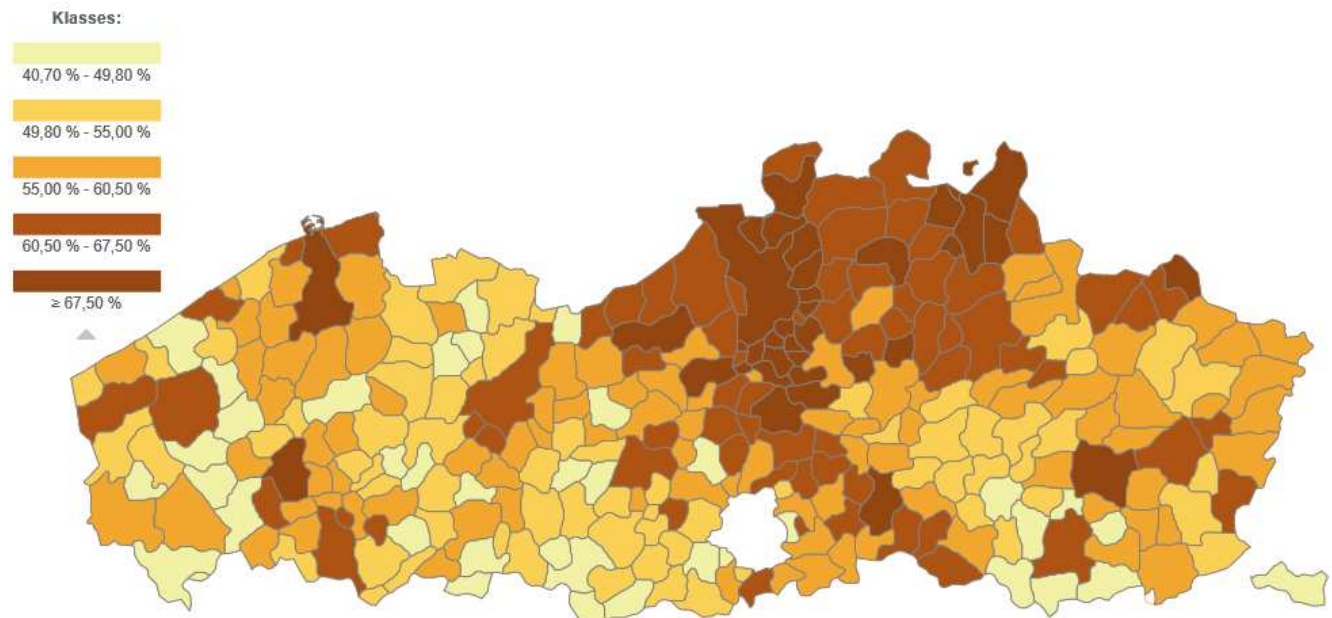 Klasses:
40,70 % - 49,80 %
49,80 % - 55,00 %
55,00 % - 60,50 %
60,50 % - 67,50 %
≥ 67,50 %